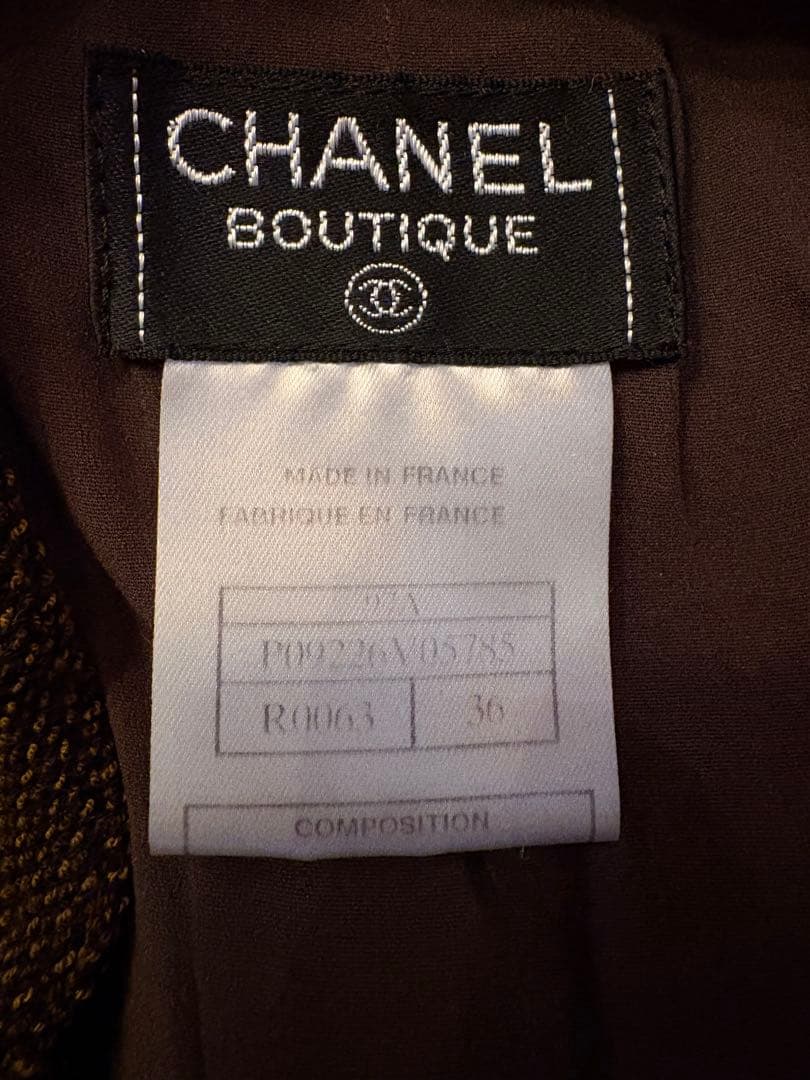 CHANEL
BOUTIQUE
MADE IN FRANCE
FABRIQUE EN FRANCE
97A
P09226V05785
R0063 36
COMPOSITION